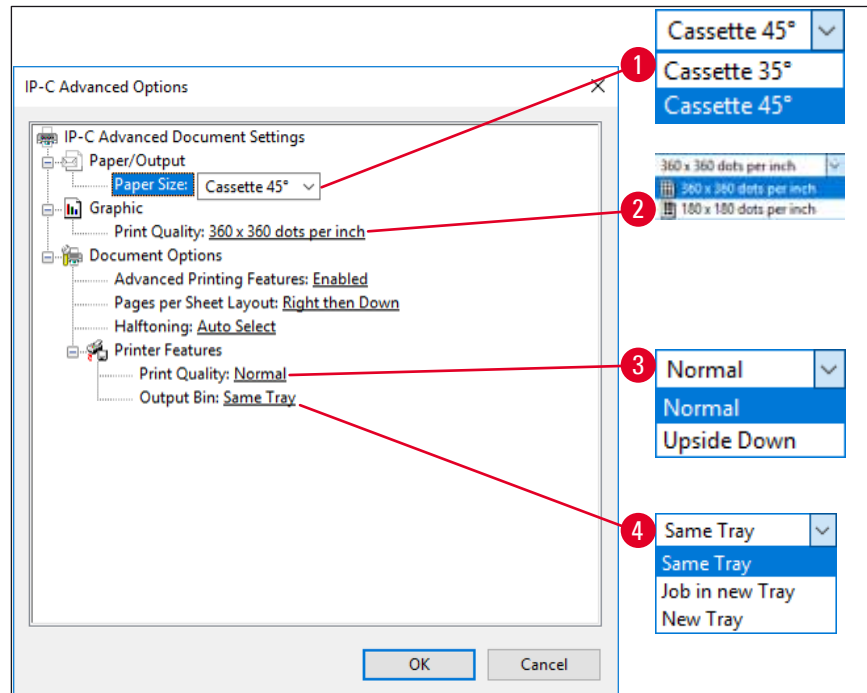 IP-C Advanced Options
IP-C Advanced Document Settings
Paper/Output
Paper Size: Cassette 45°
Graphic
Print Quality: 360 x 360 dots per inch
Document Options
Advanced Printing Features: Enabled
Pages per Sheet Layout: Right then Down
Halftoning: Auto Select
Printer Features
Print Quality: Normal
Output Bin: Same Tray
OK
Cancel
1
Cassette 45°
Cassette 35°
Cassette 45°
2
360 x 360 dots per inch
360 x 360 dots per inch
180 x 180 dots per inch
3
Normal
Normal
Upside Down
4
Same Tray
Same Tray
Job in new Tray
New Tray